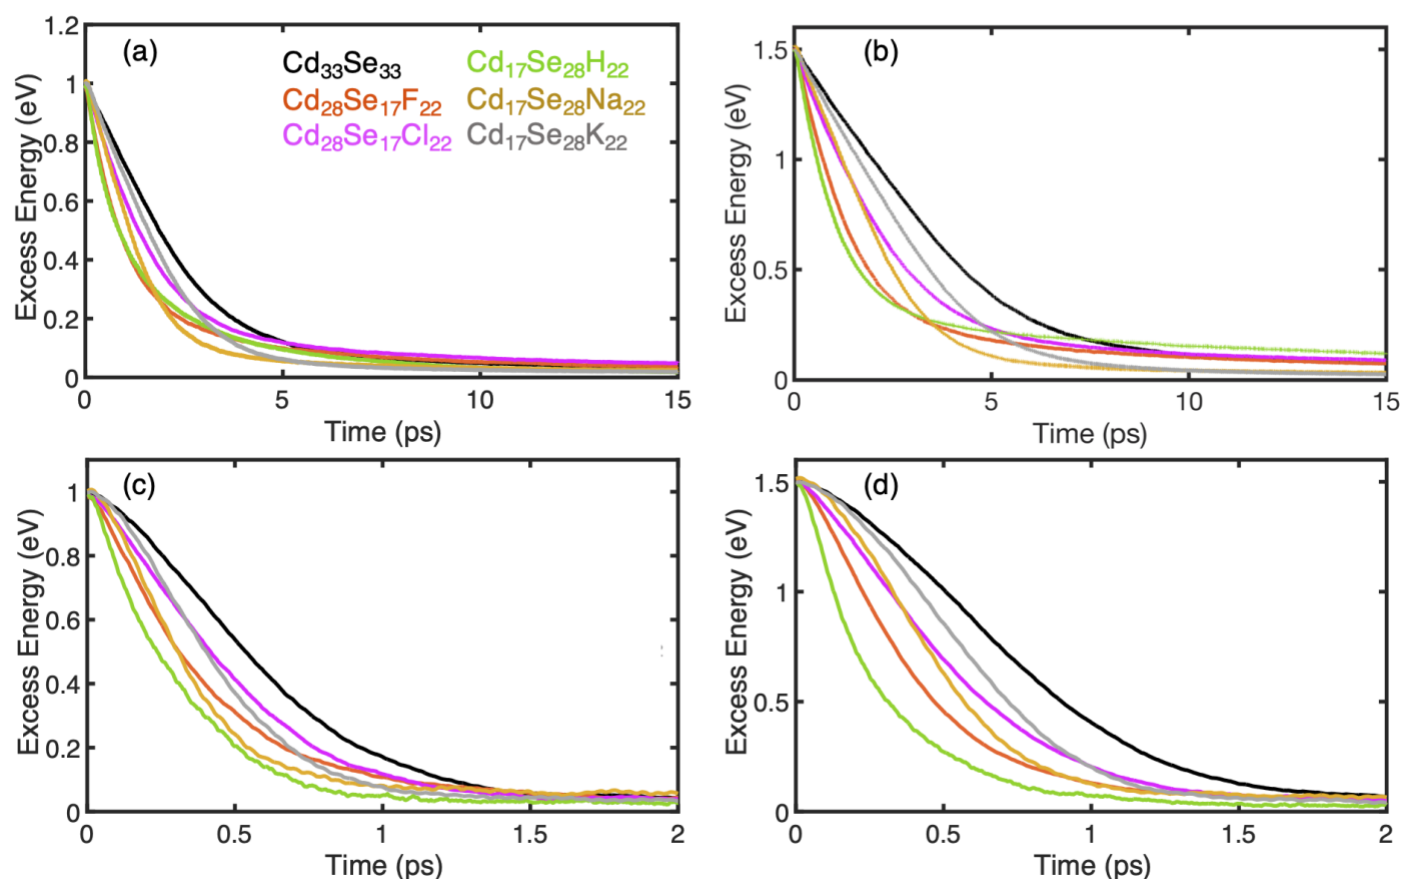 (a)
Cd33Se33
Cd28Se17F22
Cd28Se17Cl22
Cd17Se28H22
Cd17Se28Na22
Cd17Se28K22
1.2
1
0.8
0.6
0.4
0.2
0
Excess Energy (eV)
0 5 10 15
Time (ps)
(b)
1.5
1
0.5
0
Excess Energy (eV)
0 5 10 15
Time (ps)
(c)
1
0.8
0.6
0.4
0.2
0
Excess Energy (eV)
0 0.5 1 1.5 2
Time (ps)
(d)
1.5
1
0.5
0
Excess Energy (eV)
0 0.5 1 1.5 2
Time (ps)